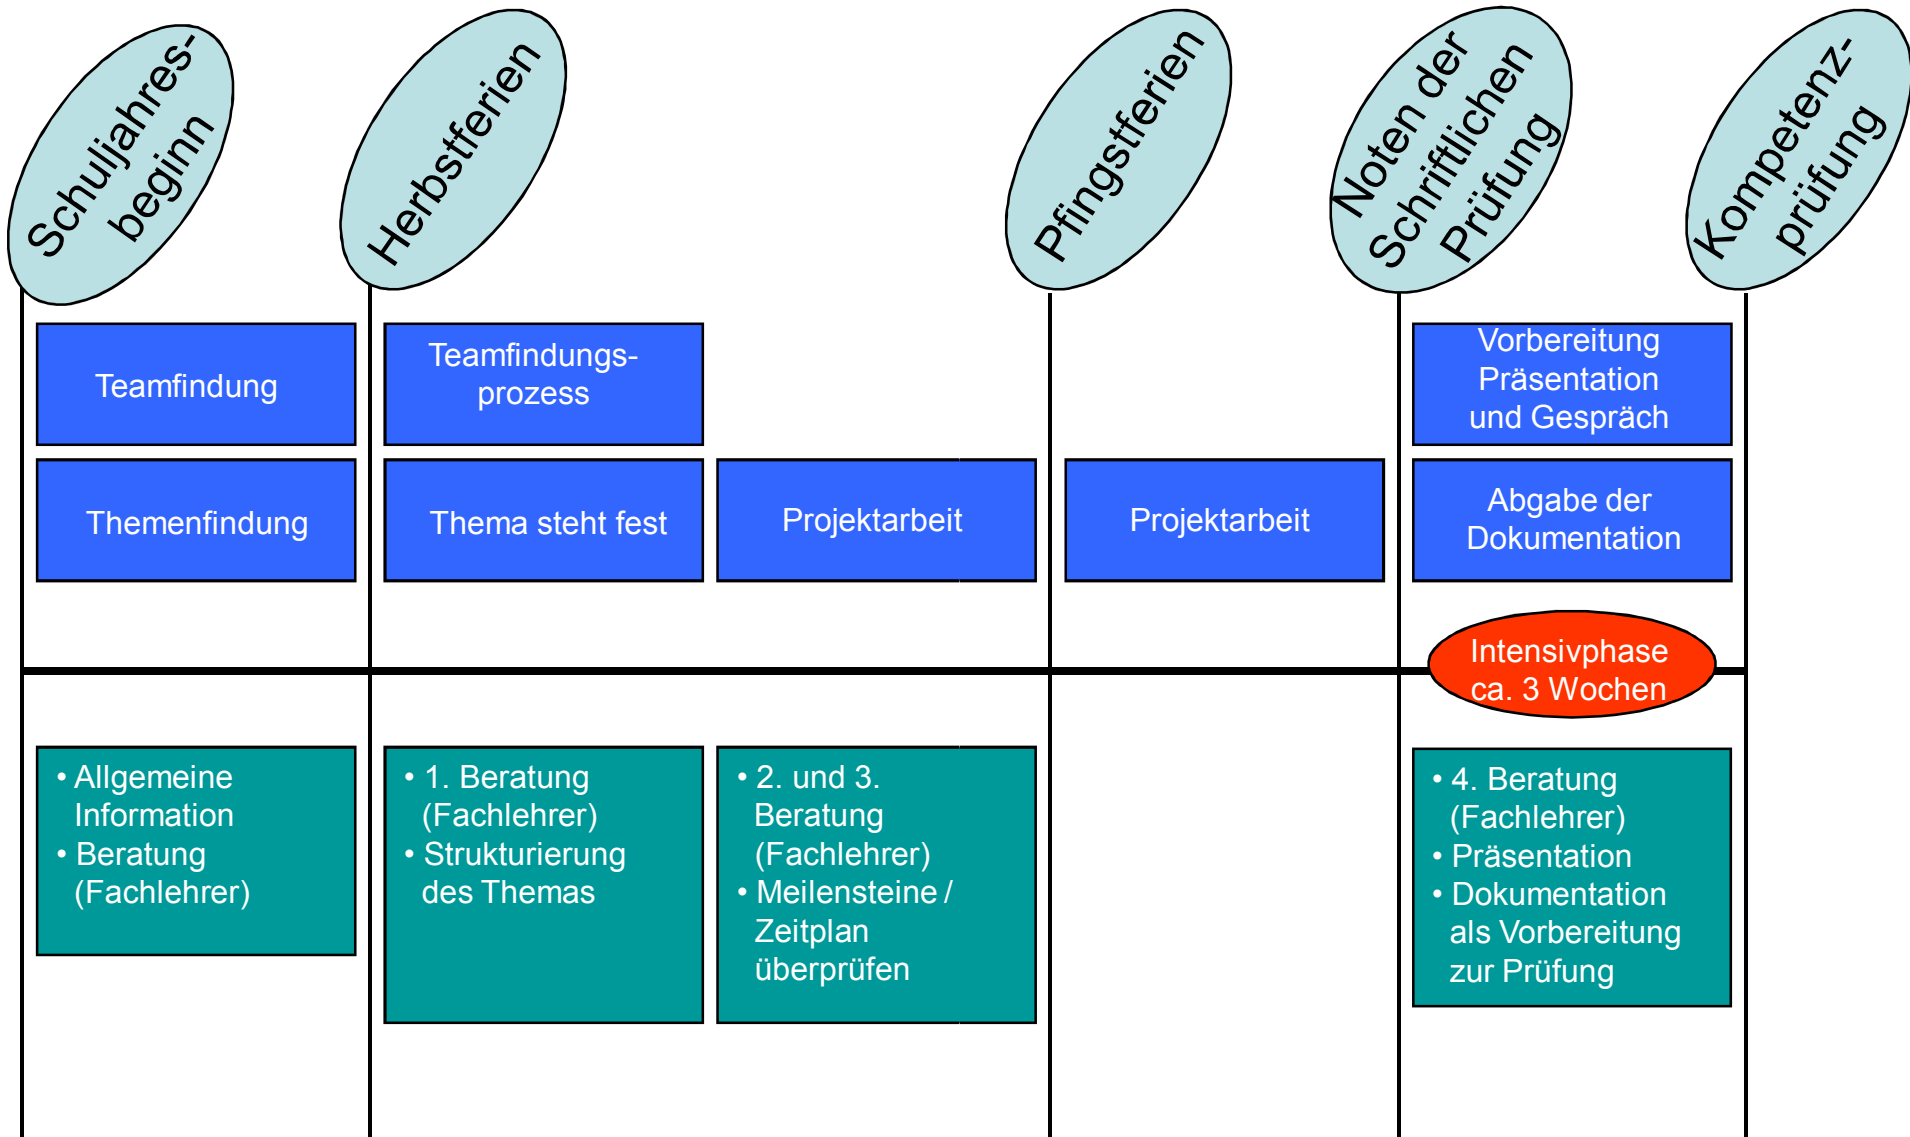 Schuljahres-
beginn
Herbstferien
Pfingstferien
Noten der
Schriftlichen
Prüfung
Kompetenz-
prüfung
Teamfindung
Teamfindungs-
prozess
Vorbereitung
Präsentation
und Gespräch
Themenfindung
Thema steht fest
Projektarbeit
Projektarbeit
Abgabe der
Dokumentation
Intensivphase
ca. 3 Wochen
• Allgemeine
Information
• Beratung
(Fachlehrer)
• 1. Beratung
(Fachlehrer)
• Strukturierung
des Themas
• 2. und 3.
Beratung
(Fachlehrer)
• Meilensteine /
Zeitplan
überprüfen
• 4. Beratung
(Fachlehrer)
• Präsentation
• Dokumentation
als Vorbereitung
zur Prüfung